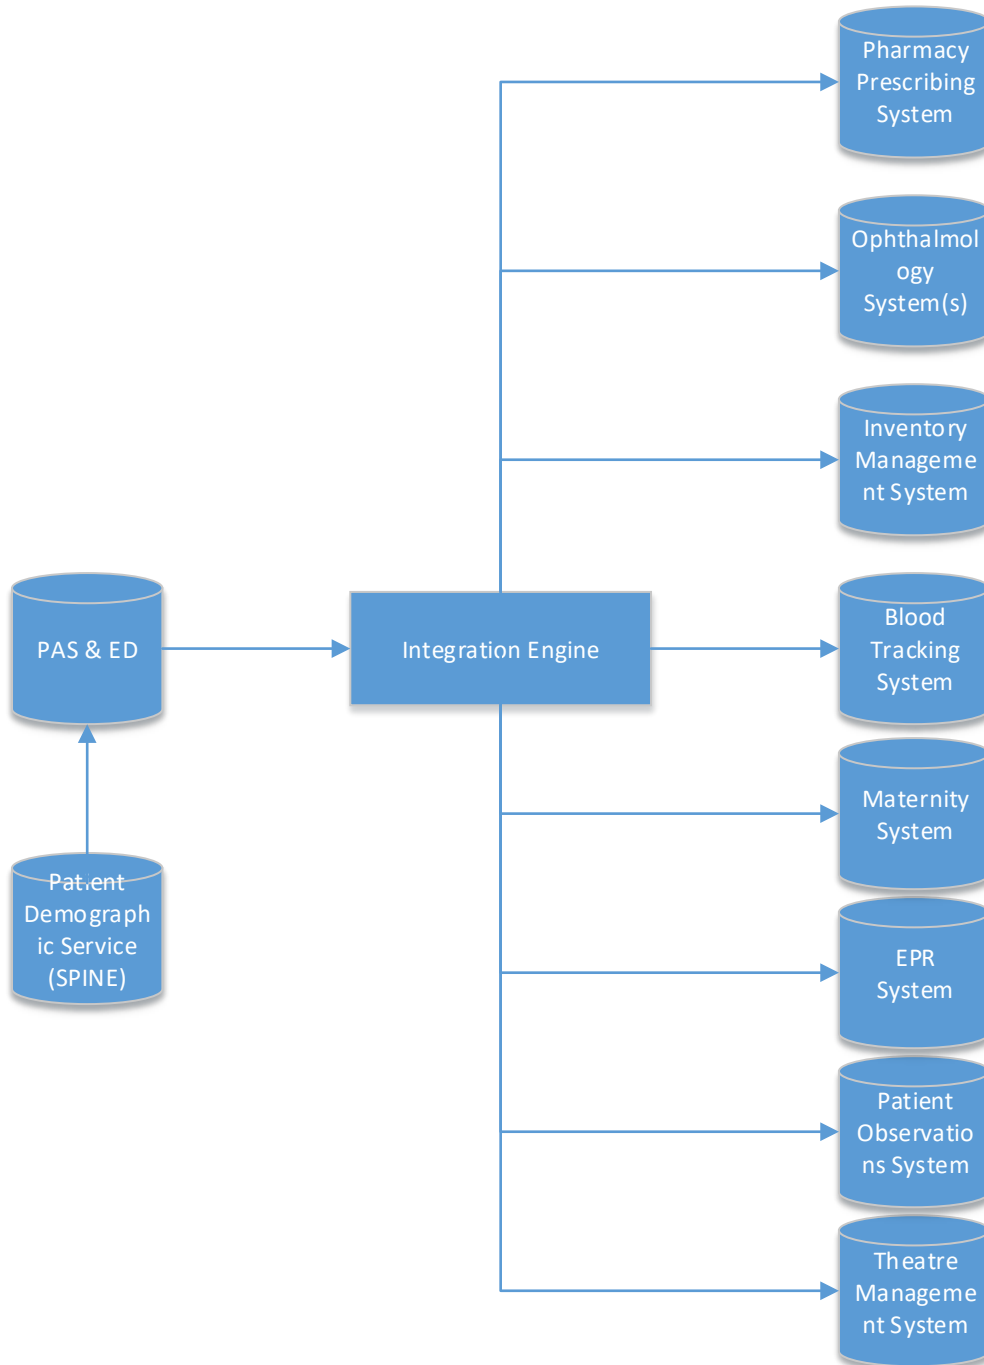 Pharmacy
Prescribing
System
Ophthalmol
ogy
System(s)
Inventory
Manageme
nt System
PAS & ED
Integration Engine
Blood
Tracking
System
Maternity
System
Patient
Demograph
ic Service
(SPINE)
EPR
System
Patient
Observatio
ns System
Theatre
Manageme
nt System